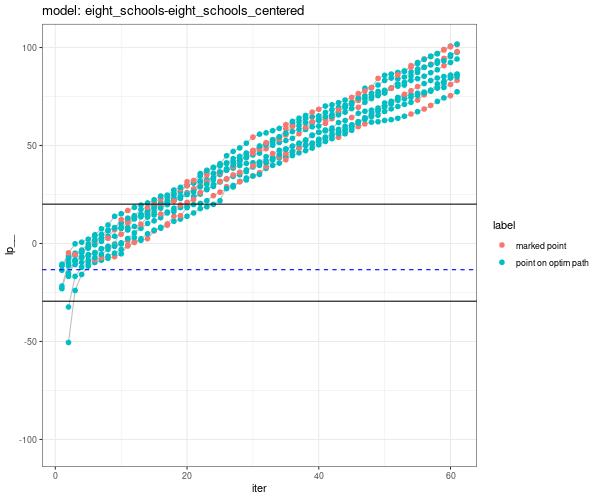 model: eight_schools-eight_schools_centered
100
50
0
-50
-100
lp__
0
20
40
60
iter
label
marked point
point on optim path